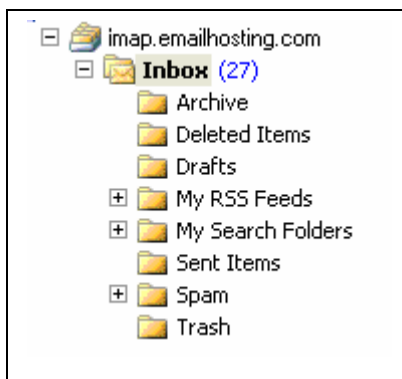 imap.emailhosting.com
Inbox (27)
Archive
Deleted Items
Drafts
My RSS Feeds
My Search Folders
Sent Items
Spam
Trash